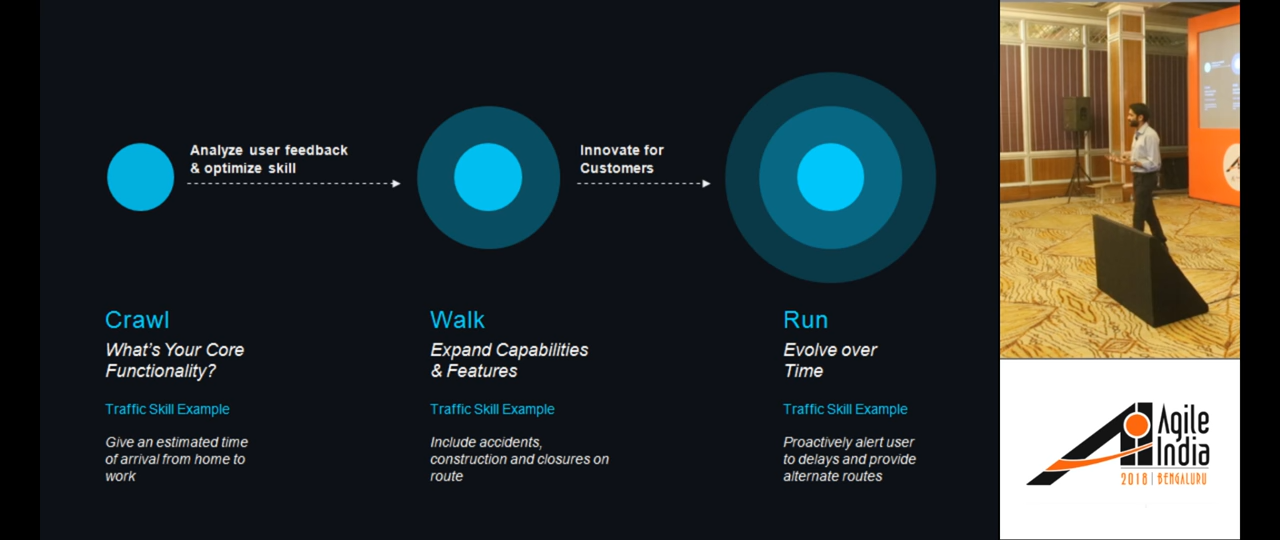 Analyze user feedback
& optimize skill
Innovate for
Customers
Crawl
What's Your Core
Functionality?
Traffic Skill Example
Give an estimated time
of arrival from home to
work
Walk
Expand Capabilities
& Features
Traffic Skill Example
Include accidents,
construction and closures on
route
Run
Evolve over
Time
Traffic Skill Example
Proactively alert user
to delays and provide
alternate routes
Agile
India
2018 | BENGALURU